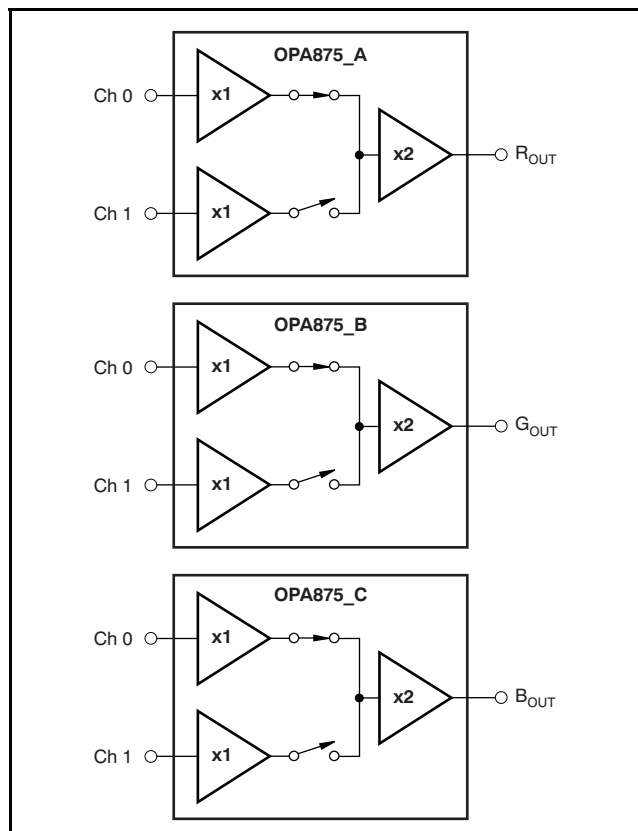 OPA875_A
Ch 0
x1
x2
R_OUT
Ch 1
x1
OPA875_B
Ch 0
x1
x2
G_OUT
Ch 1
x1
OPA875_C
Ch 0
x1
x2
B_OUT
Ch 1
x1